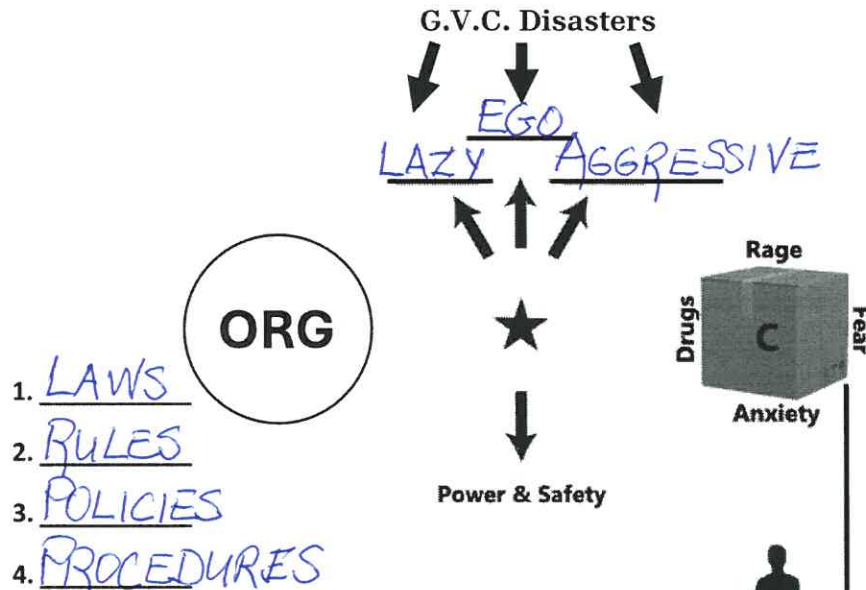 G.V.C. Disasters
EGO
LAZY AGGRESSIVE
ORG
Rage
Drugs
C
Fear
Anxiety
1. LAWS
2. RULES
3. POLICIES
4. PROCEDURES
Power & Safety